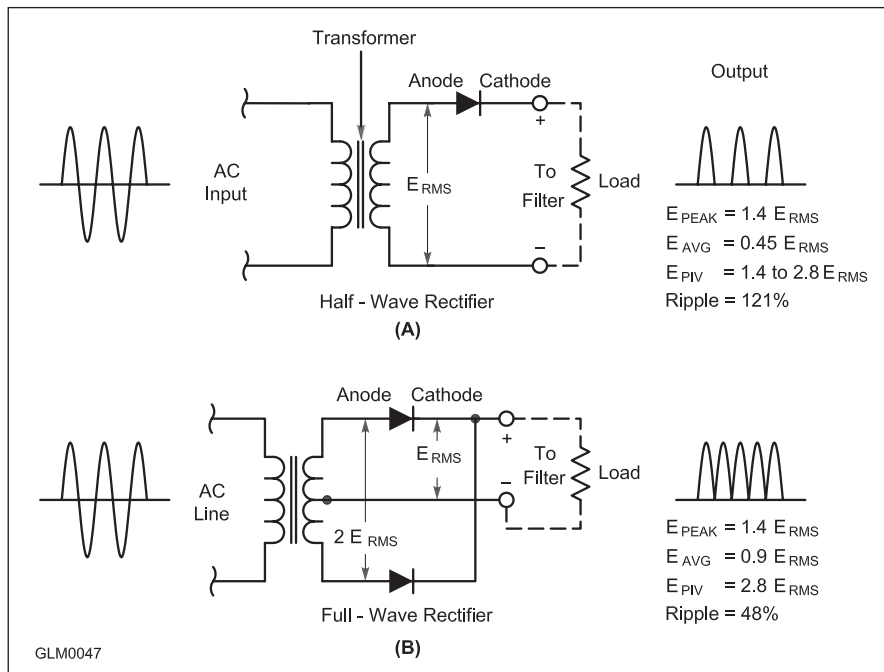 Transformer
Anode Cathode
Output
+
AC
Input
E RMS
To
Filter
Load
−
E PEAK = 1.4 E RMS
E AVG = 0.45 E RMS
E PIV = 1.4 to 2.8 E RMS
Ripple = 121%
Half - Wave Rectifier
(A)
Anode Cathode
+
E RMS
−
AC
Line
To
Filter
Load
2 E RMS
E PEAK = 1.4 E RMS
E AVG = 0.9 E RMS
E PIV = 2.8 E RMS
Ripple = 48%
Full - Wave Rectifier
(B)
GLM0047